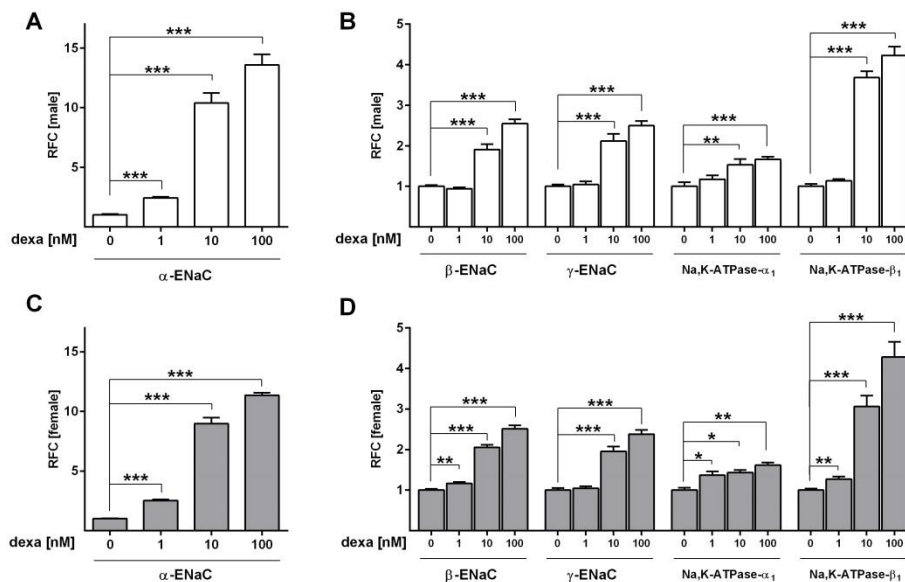 A
RFC [male]
15
10
5
***
***
***
dexa [nM]
0 1 10 100
α-ENaC
B
RFC [male]
5
4
3
2
1
***
***
***
***
***
**
***
***
dexa [nM]
0 1 10 100 0 1 10 100 0 1 10 100 0 1 10 100
β-ENaC γ-ENaC Na,K-ATPase-α₁ Na,K-ATPase-β₁
C
RFC [female]
15
10
5
***
***
***
dexa [nM]
0 1 10 100
α-ENaC
D
RFC [female]
5
4
3
2
1
***
***
**
***
***
**
*
*
***
***
**
dexa [nM]
0 1 10 100 0 1 10 100 0 1 10 100 0 1 10 100
β-ENaC γ-ENaC Na,K-ATPase-α₁ Na,K-ATPase-β₁